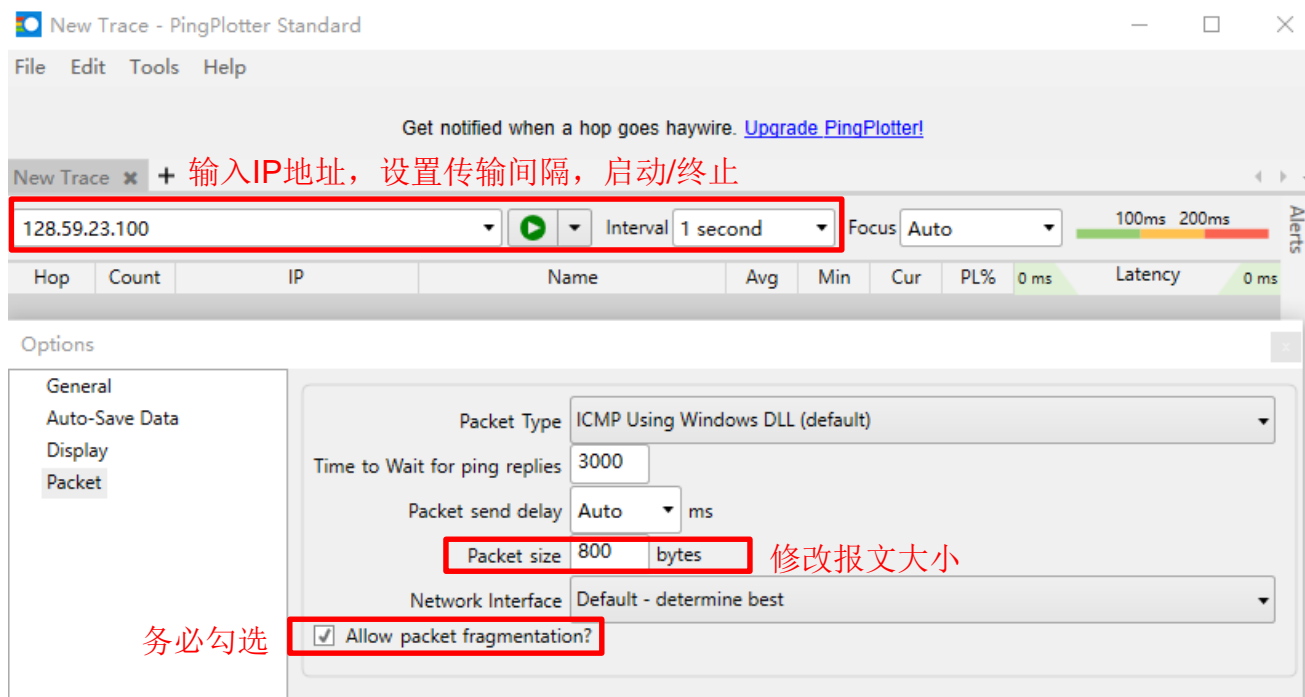 New Trace - PingPlotter Standard
File Edit Tools Help
Get notified when a hop goes haywire. Upgrade PingPlotter!
New Trace ✖ + 输入IP地址，设置传输间隔，启动/终止
128.59.23.100 Interval 1 second Focus Auto 100ms 200ms
Alerts
Hop Count IP Name Avg Min Cur PL% 0 ms Latency 0 ms
Options
General
Auto-Save Data
Display
Packet
Packet Type ICMP Using Windows DLL (default)
Time to Wait for ping replies 3000
Packet send delay Auto ms
Packet size 800 bytes 修改报文大小
Network Interface Default - determine best
务必勾选 Allow packet fragmentation?